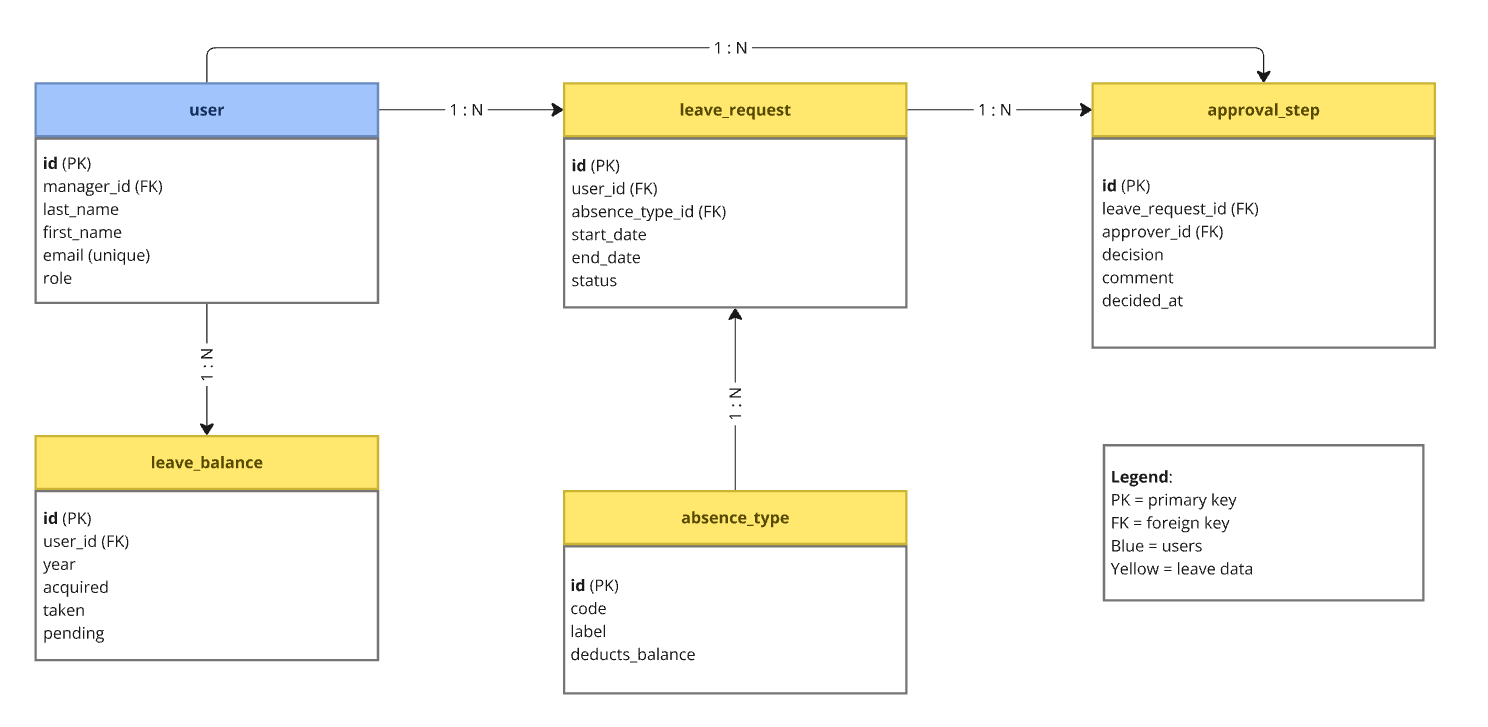 1 : N
user
1 : N
leave_request
1 : N
approval_step
id (PK)
manager_id (FK)
last_name
first_name
email (unique)
role
id (PK)
user_id (FK)
absence_type_id (FK)
start_date
end_date
status
id (PK)
leave_request_id (FK)
approver_id (FK)
decision
comment
decided_at
1 : N
1 : N
leave_balance
id (PK)
user_id (FK)
year
acquired
taken
pending
absence_type
id (PK)
code
label
deducts_balance
Legend:
PK = primary key
FK = foreign key
Blue = users
Yellow = leave data